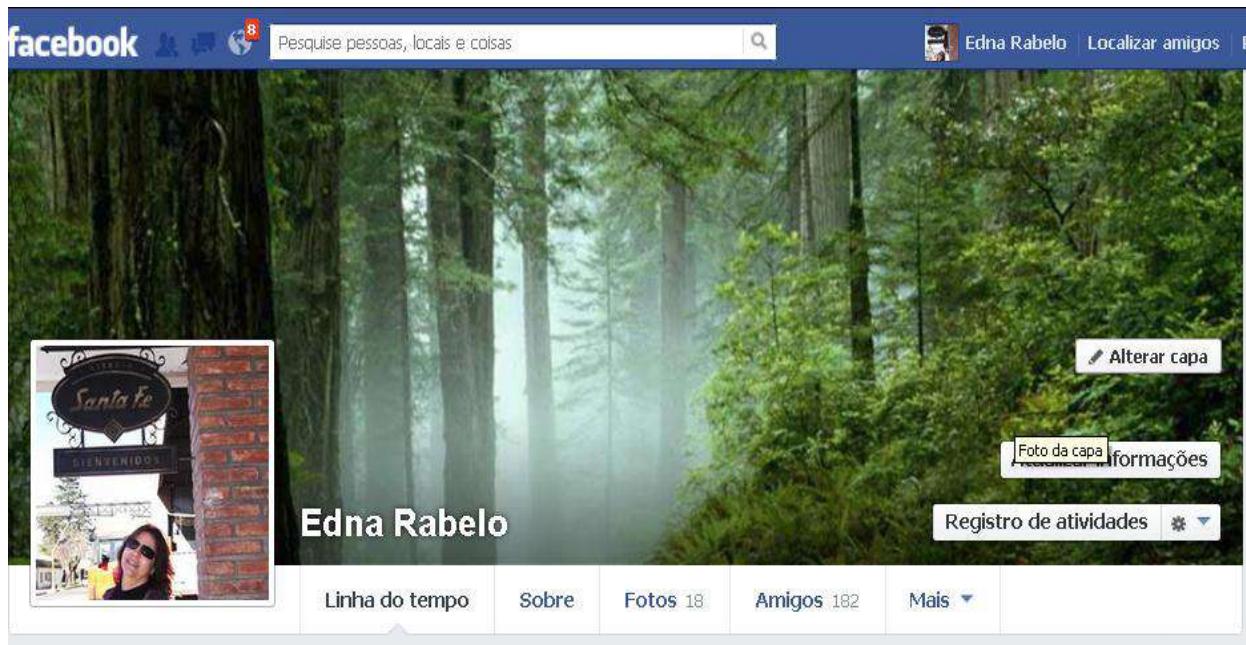 facebook
8
Pesquise pessoas, locais e coisas
Edna Rabelo
Localizar amigos
Alterar capa
Foto da capa
informações
Santa Fe
BIENVENIDOS
Edna Rabelo
Registro de atividades
Linha do tempo
Sobre
Fotos 18
Amigos 182
Mais